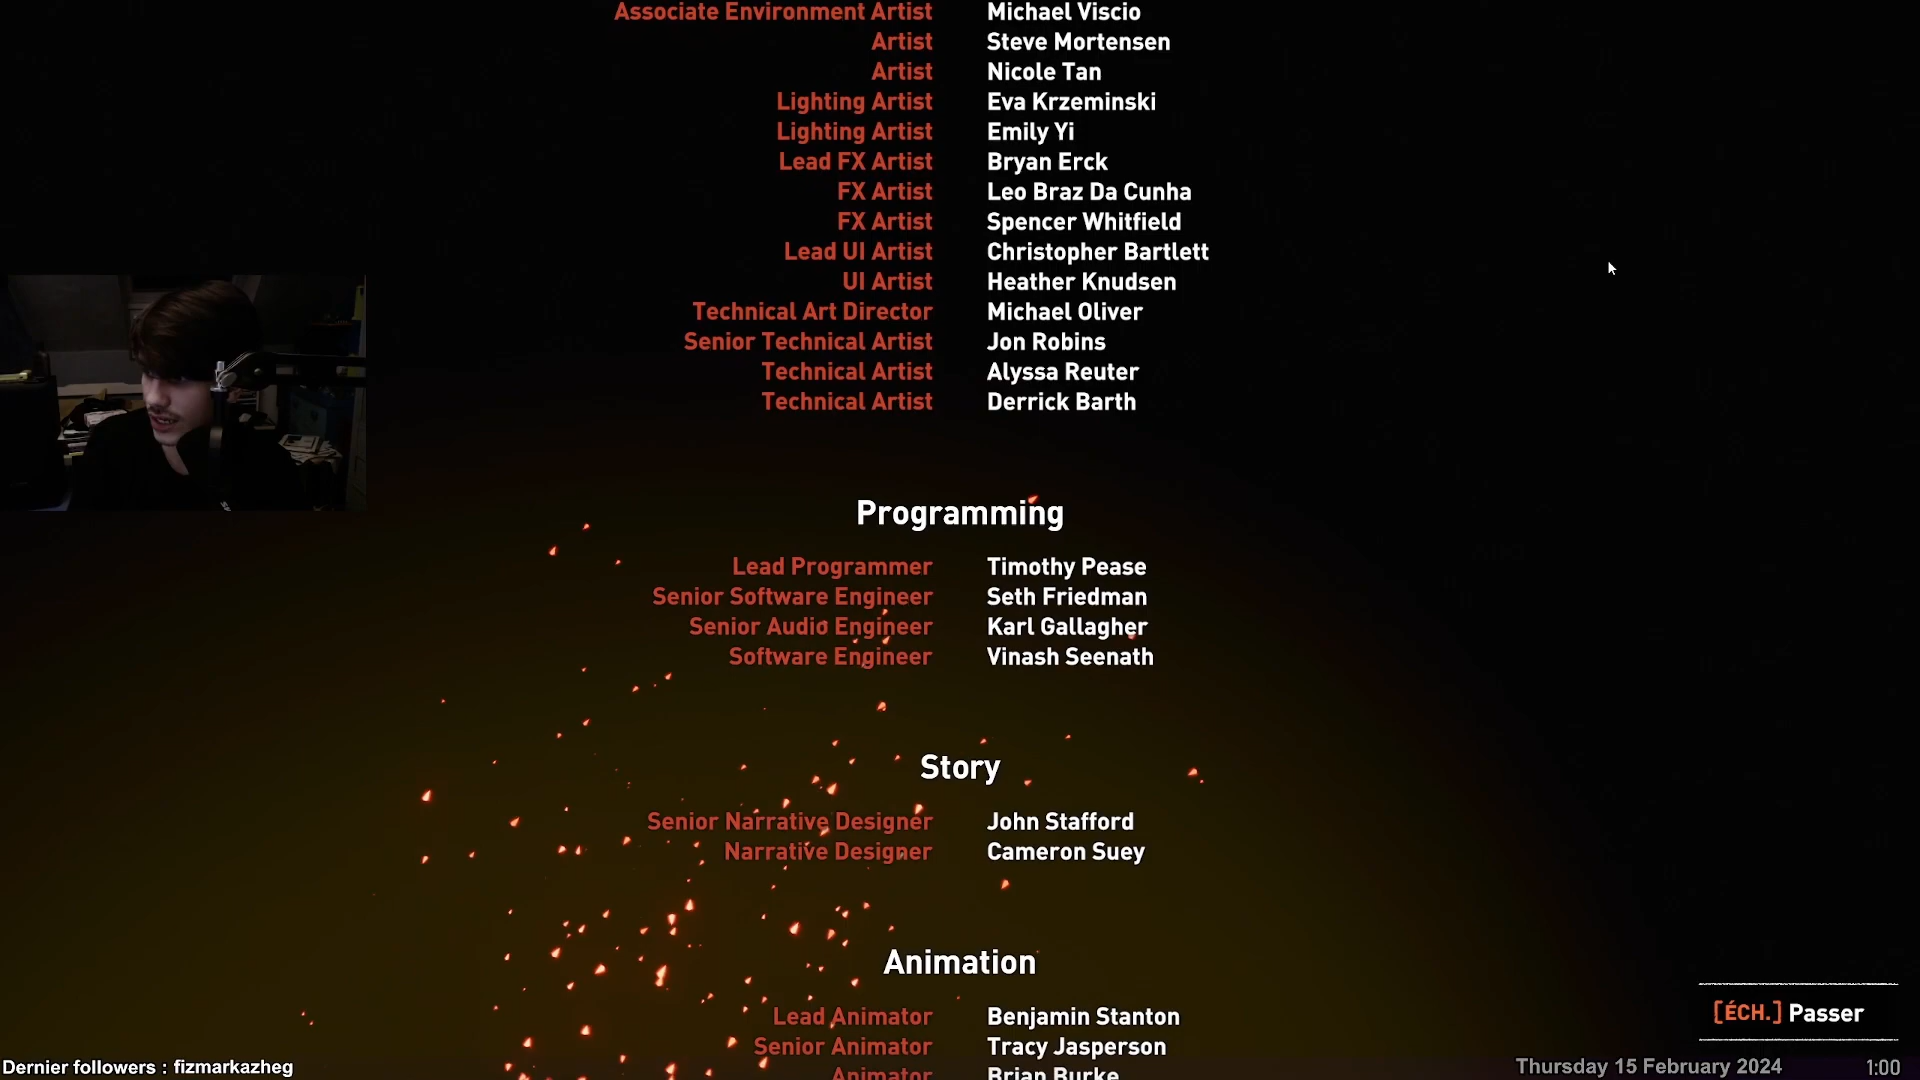 Associate Environment Artist Michael Viscio
Artist Steve Mortensen
Artist Nicole Tan
Lighting Artist Eva Krzeminski
Lighting Artist Emily Yi
Lead FX Artist Bryan Erck
FX Artist Leo Braz Da Cunha
FX Artist Spencer Whitfield
Lead UI Artist Christopher Bartlett
UI Artist Heather Knudsen
Technical Art Director Michael Oliver
Senior Technical Artist Jon Robins
Technical Artist Alyssa Reuter
Technical Artist Derrick Barth
Programming
Lead Programmer Timothy Pease
Senior Software Engineer Seth Friedman
Senior Audio Engineer Karl Gallagher
Software Engineer Vinash Seenath
Story
Senior Narrative Designer John Stafford
Narrative Designer Cameron Suey
Animation
Lead Animator Benjamin Stanton
Senior Animator Tracy Jasperson
Animator Brian Burke
[ÉCH.] Passer
Dernier followers : fizmarkazheg
Thursday 15 February 2024 1:00